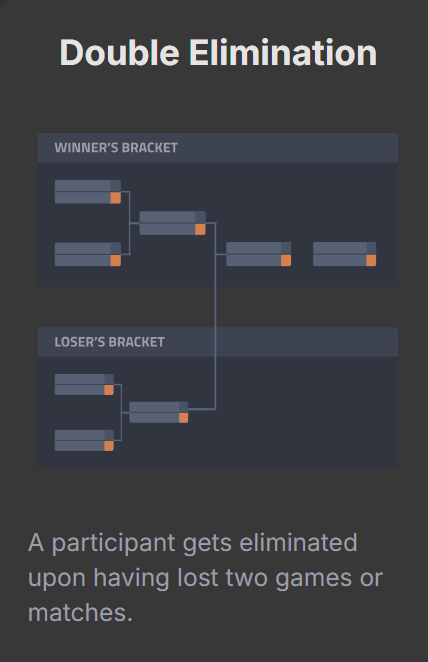 Double Elimination
WINNER'S BRACKET
LOSER'S BRACKET
A participant gets eliminated
upon having lost two games or
matches.